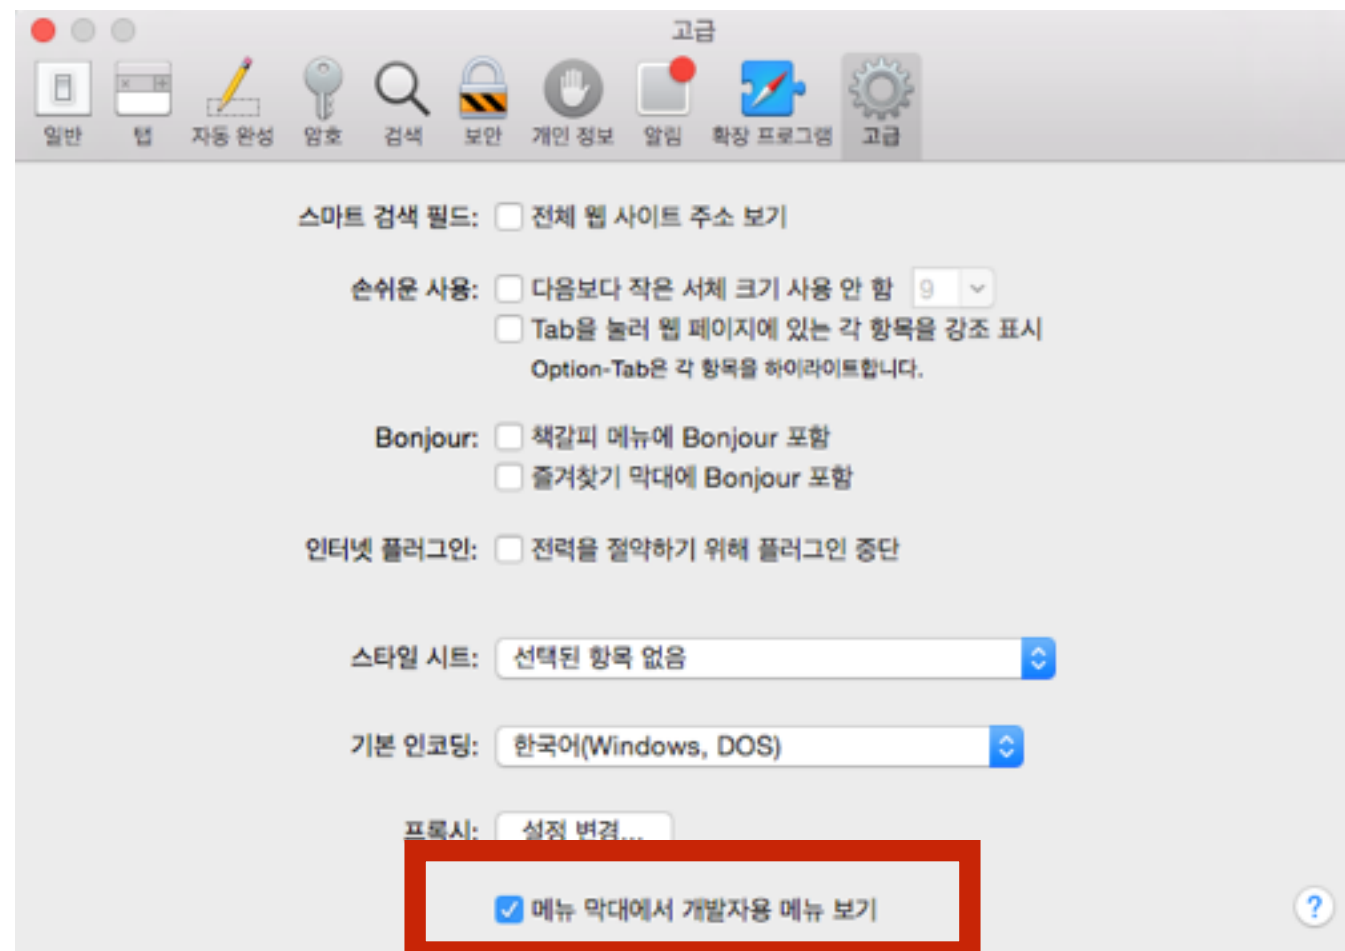 고급
일반 탭 자동 완성 암호 검색 보안 개인 정보 알림 확장 프로그램 고급
스마트 검색 필드: 전체 웹 사이트 주소 보기
손쉬운 사용: 다음보다 작은 서체 크기 사용 안 함 9
Tab을 눌러 웹 페이지에 있는 각 항목을 강조 표시
Option-Tab은 각 항목을 하이라이트합니다.
Bonjour: 책갈피 메뉴에 Bonjour 포함
즐겨찾기 막대에 Bonjour 포함
인터넷 플러그인: 전력을 절약하기 위해 플러그인 중단
스타일 시트: 선택된 항목 없음
기본 인코딩: 한국어(Windows, DOS)
프록시: 설정 변경...
메뉴 막대에서 개발자용 메뉴 보기 ?